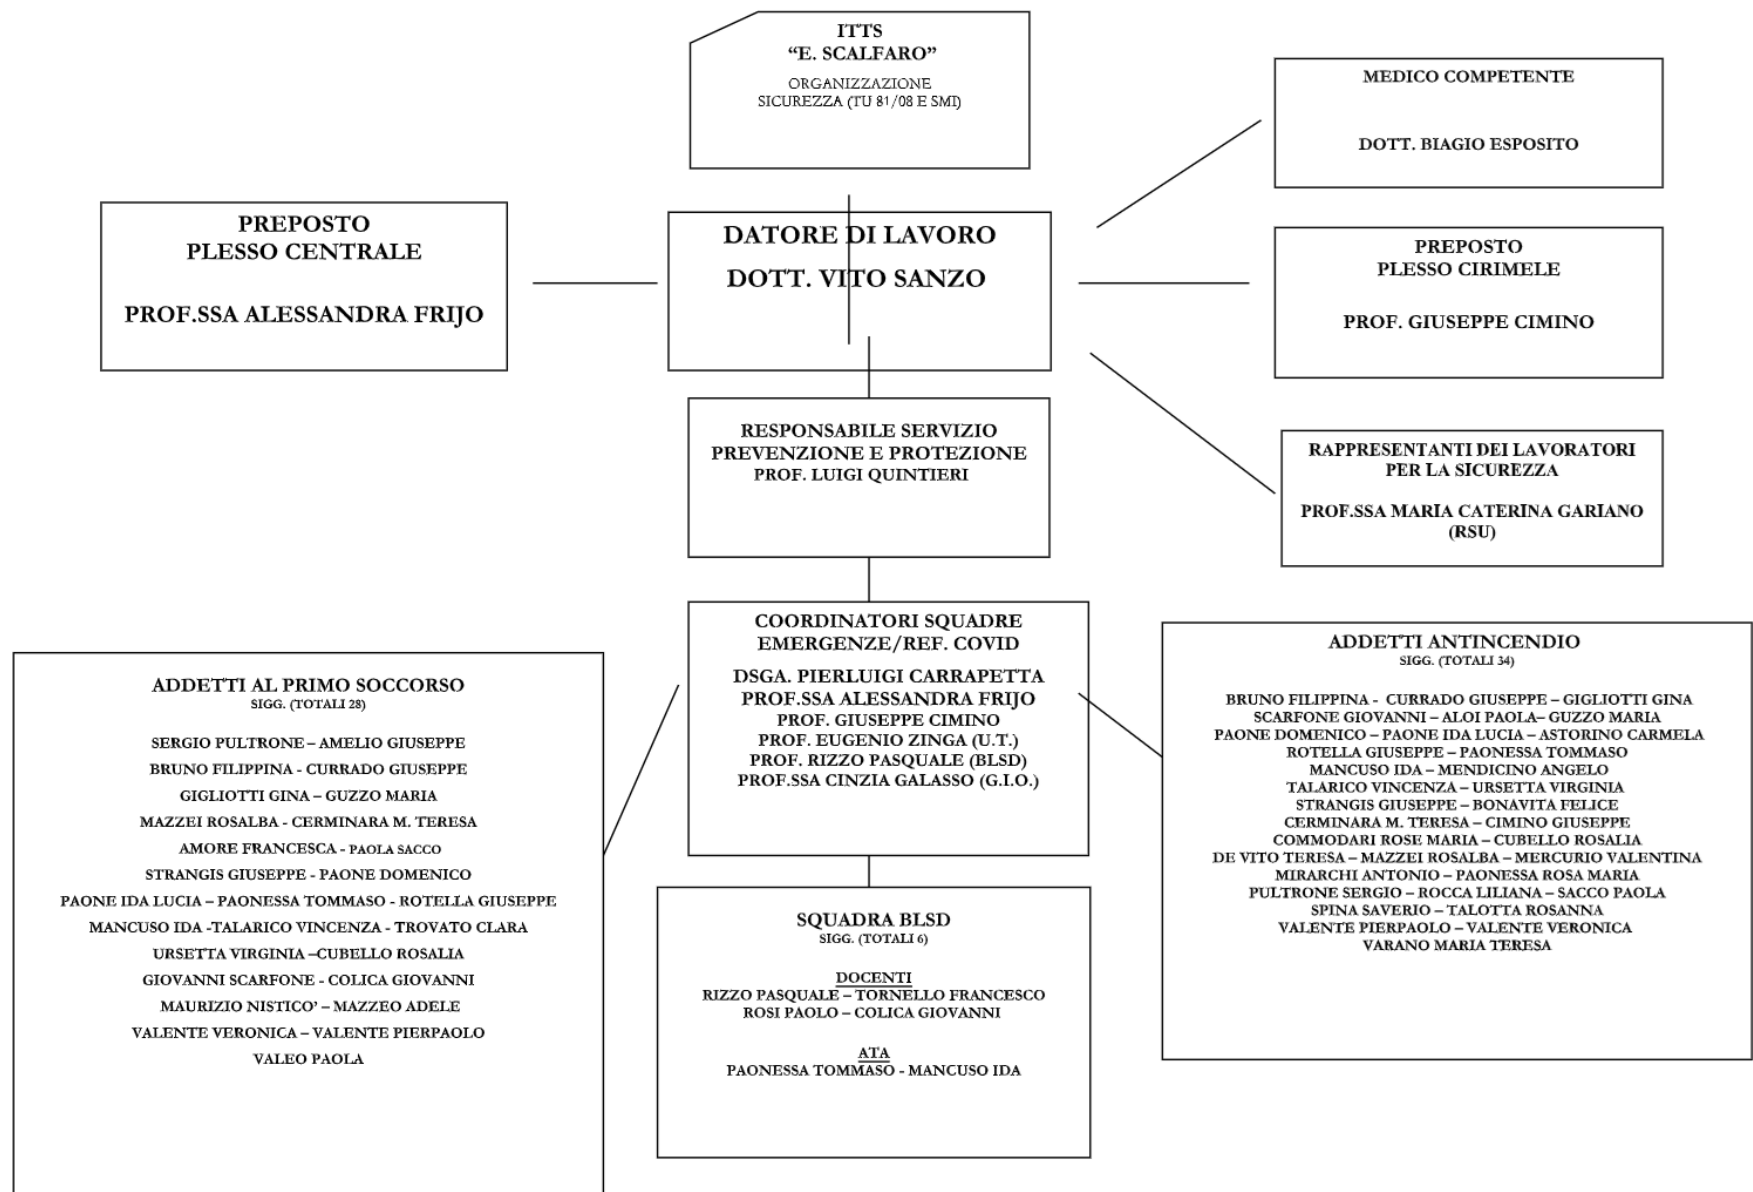 ITTS
“E. SCALFARO”
ORGANIZZAZIONE
SICUREZZA (TU 81/08 E SMI)
MEDICO COMPETENTE
DOTT. BIAGIO ESPOSITO
PREPOSTO
PLESSO CENTRALE
PROF.SSA ALESSANDRA FRIJO
DATORE DI LAVORO
DOTT. VITO SANZO
PREPOSTO
PLESSO CIRIMELE
PROF. GIUSEPPE CIMINO
RESPONSABILE SERVIZIO
PREVENZIONE E PROTEZIONE
PROF. LUIGI QUINTIERI
RAPPRESENTANTI DEI LAVORATORI
PER LA SICUREZZA
PROF.SSA MARIA CATERINA GARIANO
(RSU)
COORDINATORI SQUADRE
EMERGENZE/REF. COVID
DSGA. PIERLUIGI CARRAPETTA
PROF.SSA ALESSANDRA FRIJO
PROF. GIUSEPPE CIMINO
PROF. EUGENIO ZINGA (U.T.)
PROF. RIZZO PASQUALE (BLSD)
PROF.SSA CINZIA GALASSO (G.I.O.)
ADDETTI AL PRIMO SOCCORSO
SIGG. (TOTALI 28)
SERGIO PULTRONE – AMELIO GIUSEPPE
BRUNO FILIPPINA - CURRADO GIUSEPPE
GIGLIOTTI GINA – GUZZO MARIA
MAZZEI ROSALBA - CERMINARA M. TERESA
AMORE FRANCESCA - PAOLA SACCO
STRANGIS GIUSEPPE - PAONE DOMENICO
PAONE IDA LUCIA – PAONESSA TOMMASO - ROTELLA GIUSEPPE
MANCUSO IDA -TALARICO VINCENZA - TROVATO CLARA
URSETTA VIRGINIA –CUBELLO ROSALIA
GIOVANNI SCARFONE - COLICA GIOVANNI
MAURIZIO NISTICO’ – MAZZEO ADELE
VALENTE VERONICA – VALENTE PIERPAOLO
VALEO PAOLA
SQUADRA BLSD
SIGG. (TOTALI 6)
DOCENTI
RIZZO PASQUALE – TORNELLO FRANCESCO
ROSI PAOLO – COLICA GIOVANNI
ATA
PAONESSA TOMMASO - MANCUSO IDA
ADDETTI ANTINCENDIO
SIGG. (TOTALI 34)
BRUNO FILIPPINA - CURRADO GIUSEPPE – GIGLIOTTI GINA
SCARFONE GIOVANNI – ALOI PAOLA– GUZZO MARIA
PAONE DOMENICO – PAONE IDA LUCIA – ASTORINO CARMELA
ROTELLA GIUSEPPE – PAONESSA TOMMASO
MANCUSO IDA – MENDICINO ANGELO
TALARICO VINCENZA – URSETTA VIRGINIA
STRANGIS GIUSEPPE – BONAVITA FELICE
CERMINARA M. TERESA – CIMINO GIUSEPPE
COMMODARI ROSE MARIA – CUBELLO ROSALIA
DE VITO TERESA – MAZZEI ROSALBA – MERCURIO VALENTINA
MIRARCHI ANTONIO – PAONESSA ROSA MARIA
PULTRONE SERGIO – ROCCA LILIANA – SACCO PAOLA
SPINA SAVERIO – TALOTTA ROSANNA
VALENTE PIERPAOLO – VALENTE VERONICA
VARANO MARIA TERESA